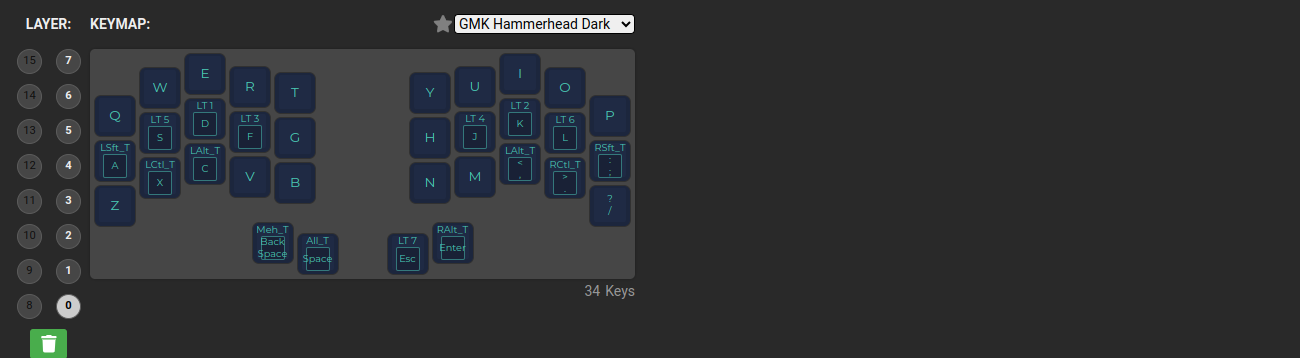 LAYER: KEYMAP: GMK Hammerhead Dark
15 7
14 6
13 5
12 4
11 3
10 2
9 1
8 0
Q W E R T Y U I O P
LSft_T A LT 5 S LT 1 D LT 3 F G H LT 4 J LT 2 K LT 6 L RSft_T : ;
Z LCtl_T X LAlt_T C V B N M LAlt_T < , RCtl_T > . ? /
Meh_T Back Space All_T Space LT 7 Esc RAlt_T Enter
34 Keys